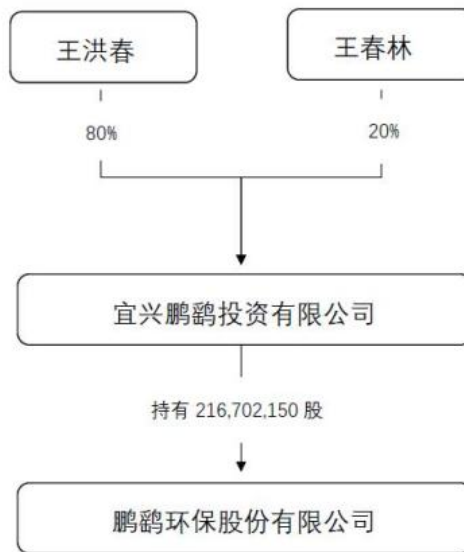 王洪春
王春林
80%
20%
宜兴鹏鹞投资有限公司
持有 216,702,150 股
鹏鹞环保股份有限公司